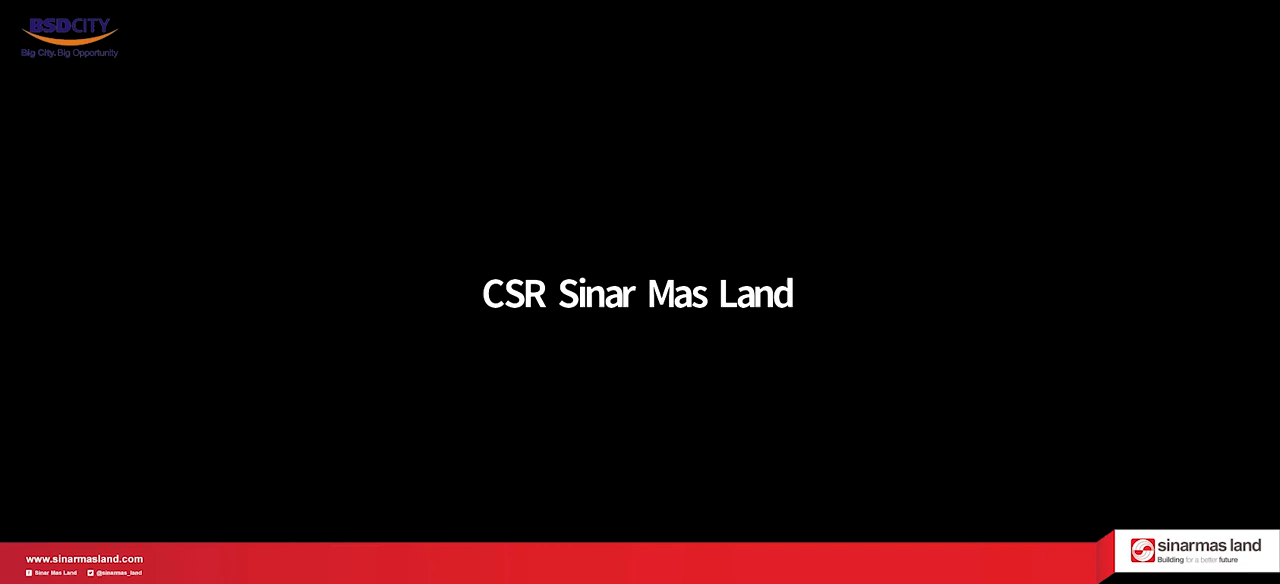 BSDCITY
Big City. Big Opportunity
CSR Sinar Mas Land
www.sinarmasland.com
Sinar Mas Land @sinarmas_land
sinarmas land
Building for a better future